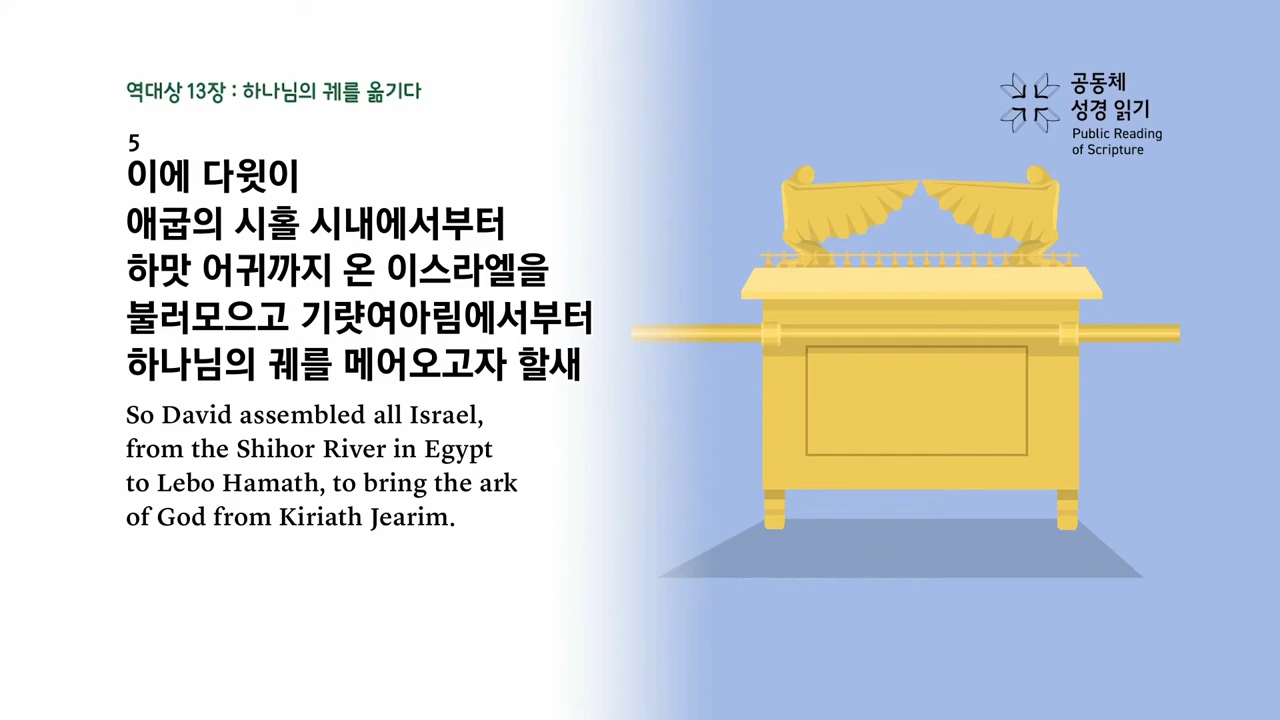 역대상 13장 : 하나님의 궤를 옮기다
공동체
성경 읽기
Public Reading
of Scripture
5
이에 다윗이
애굽의 시홀 시내에서부터
하맛 어귀까지 온 이스라엘을
불러모으고 기럇여아림에서부터
하나님의 궤를 메어오고자 할새
So David assembled all Israel,
from the Shihor River in Egypt
to Lebo Hamath, to bring the ark
of God from Kiriath Jearim.